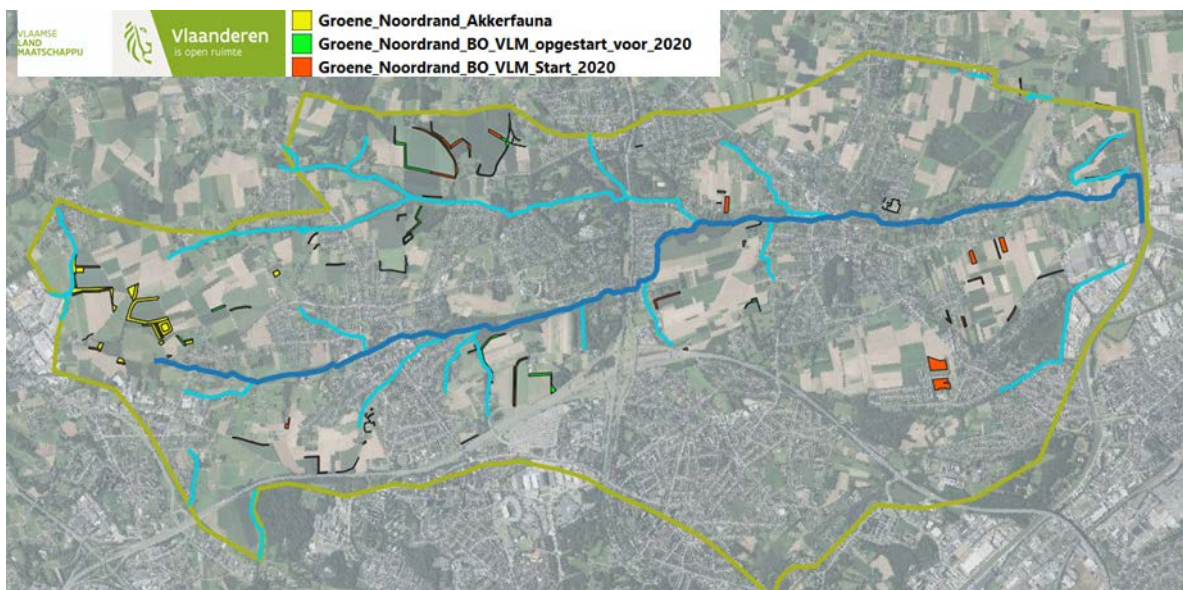 VLAAMSE
LAND
MAATSCHAPPIJ
Vlaanderen
is open ruimte
Groene_Noordrand_Akkerfauna
Groene_Noordrand_BO_VLM_opgestart_voor_2020
Groene_Noordrand_BO_VLM_Start_2020